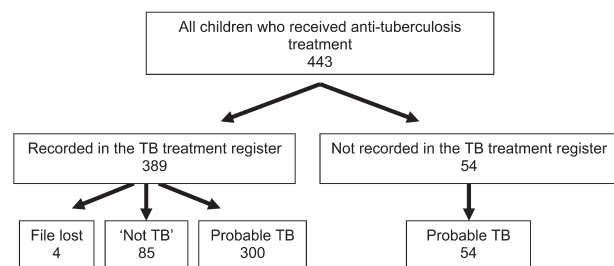 All children who received anti-tuberculosis
treatment
443
Recorded in the TB treatment register
389
Not recorded in the TB treatment register
54
File lost
4
‘Not TB’
85
Probable TB
300
Probable TB
54